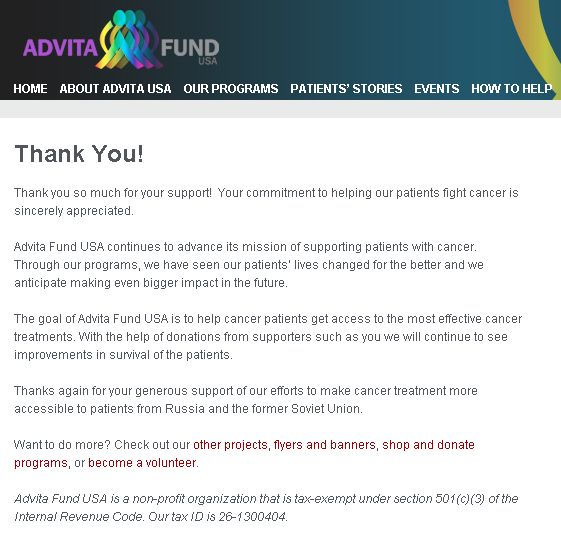 ADVITA FUND
USA
HOME ABOUT ADVITA USA OUR PROGRAMS PATIENTS' STORIES EVENTS HOW TO HELP
Thank You!
Thank you so much for your support! Your commitment to helping our patients fight cancer is
sincerely appreciated.
Advita Fund USA continues to advance its mission of supporting patients with cancer.
Through our programs, we have seen our patients' lives changed for the better and we
anticipate making even bigger impact in the future.
The goal of Advita Fund USA is to help cancer patients get access to the most effective cancer
treatments. With the help of donations from supporters such as you we will continue to see
improvements in survival of the patients.
Thanks again for your generous support of our efforts to make cancer treatment more
accessible to patients from Russia and the former Soviet Union.
Want to do more? Check out our other projects, flyers and banners, shop and donate
programs, or become a volunteer.
Advita Fund USA is a non-profit organization that is tax-exempt under section 501(c)(3) of the
Internal Revenue Code. Our tax ID is 26-1300404.